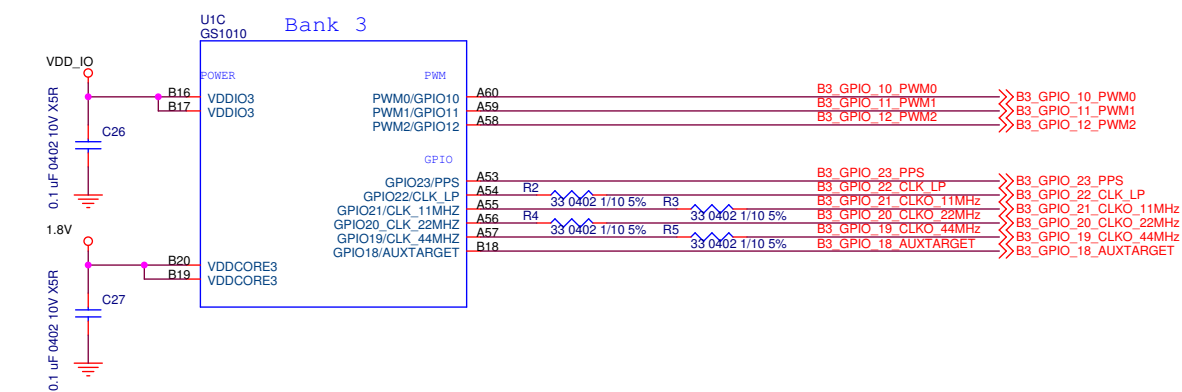 U1C
GS1010
Bank 3
VDD_IO
POWER
PWM
B16
VDDIO3
B17
VDDIO3
PWM0/GPIO10
A60
B3_GPIO_10_PWM0
B3_GPIO_10_PWM0
PWM1/GPIO11
A59
B3_GPIO_11_PWM1
B3_GPIO_11_PWM1
PWM2/GPIO12
A58
B3_GPIO_12_PWM2
B3_GPIO_12_PWM2
C26
0.1 uF 0402 10V X5R
GPIO
GPIO23/PPS
A53
B3_GPIO_23_PPS
B3_GPIO_23_PPS
GPIO22/CLK_LP
A54
R2
33 0402 1/10 5%
B3_GPIO_22_CLK_LP
B3_GPIO_22_CLK_LP
GPIO21/CLK_11MHZ
A55
R3
33 0402 1/10 5%
B3_GPIO_21_CLKO_11MHz
B3_GPIO_21_CLKO_11MHz
GPIO20_CLK_22MHZ
A56
R4
33 0402 1/10 5%
B3_GPIO_20_CLKO_22MHz
B3_GPIO_20_CLKO_22MHz
GPIO19/CLK_44MHZ
A57
R5
33 0402 1/10 5%
B3_GPIO_19_CLKO_44MHz
B3_GPIO_19_CLKO_44MHz
GPIO18/AUXTARGET
B18
B3_GPIO_18_AUXTARGET
B3_GPIO_18_AUXTARGET
1.8V
B20
VDDCORE3
B19
VDDCORE3
C27
0.1 uF 0402 10V X5R